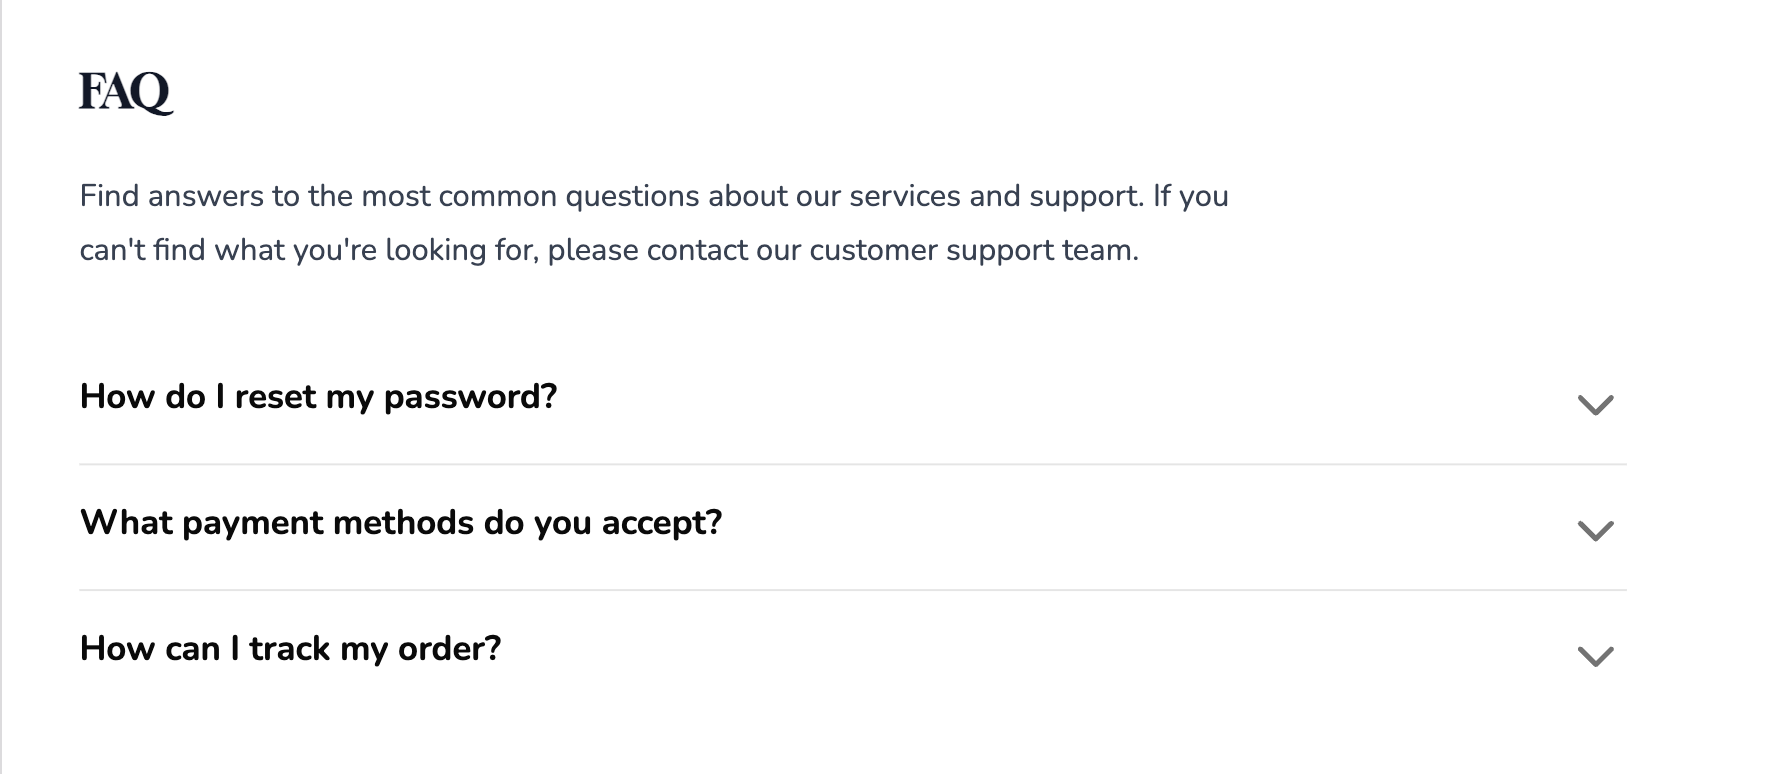 FAQ
Find answers to the most common questions about our services and support. If you
can't find what you're looking for, please contact our customer support team.
How do I reset my password?
What payment methods do you accept?
How can I track my order?